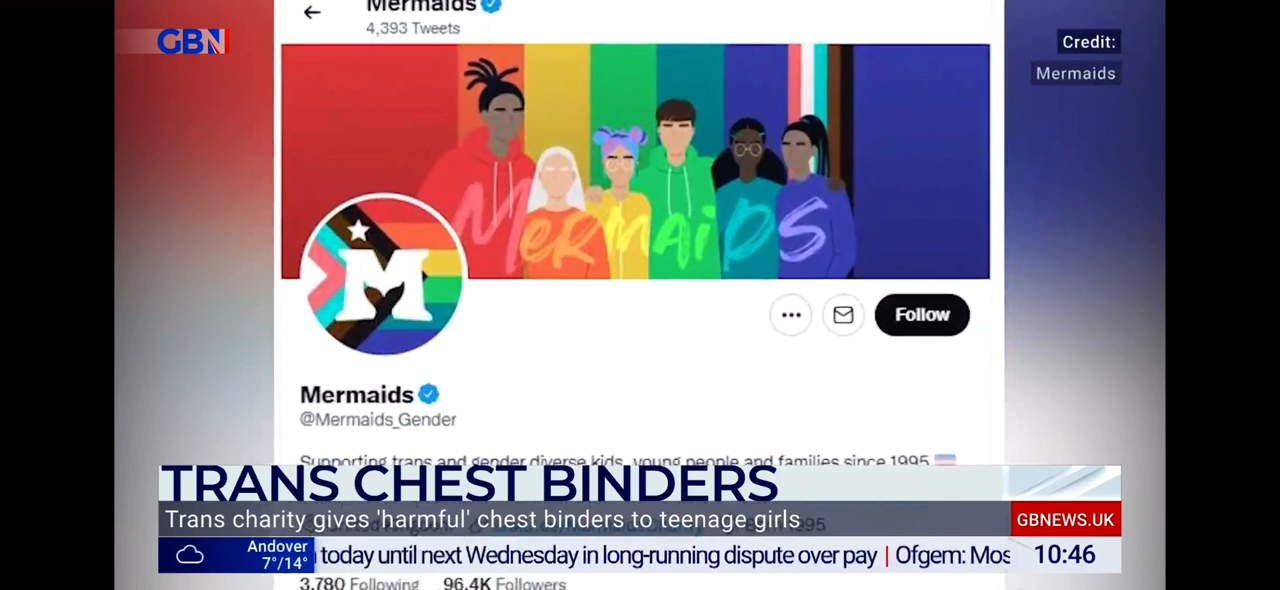 GBN
Mermaids
4,393 Tweets
Credit:
Mermaids
MERMAiDS
M
Follow
Mermaids
@Mermaids_Gender
Supporting trans and gender diverse kids, young people and families since 1995
TRANS CHEST BINDERS
Trans charity gives 'harmful' chest binders to teenage girls
GBNEWS.UK
Andover
7°/14°
today until next Wednesday in long-running dispute over pay | Ofgem: Mos
10:46
3,780 Following 96.4K Followers